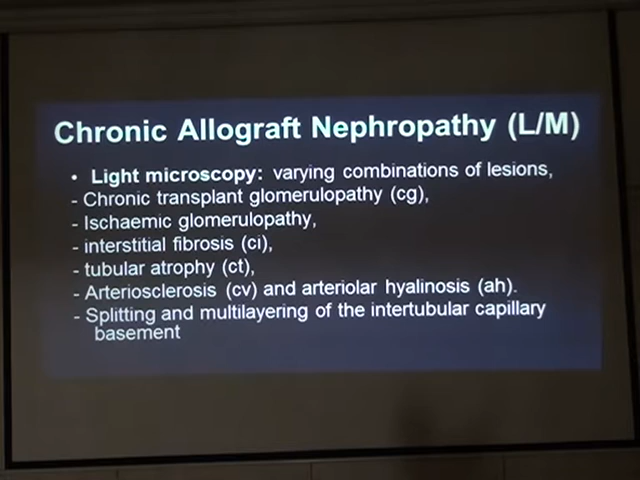 Chronic Allograft Nephropathy (L/M)
• Light microscopy: varying combinations of lesions,
- Chronic transplant glomerulopathy (cg),
- Ischaemic glomerulopathy,
- interstitial fibrosis (ci),
- tubular atrophy (ct),
- Arteriosclerosis (cv) and arteriolar hyalinosis (ah).
- Splitting and multilayering of the intertubular capillary
basement